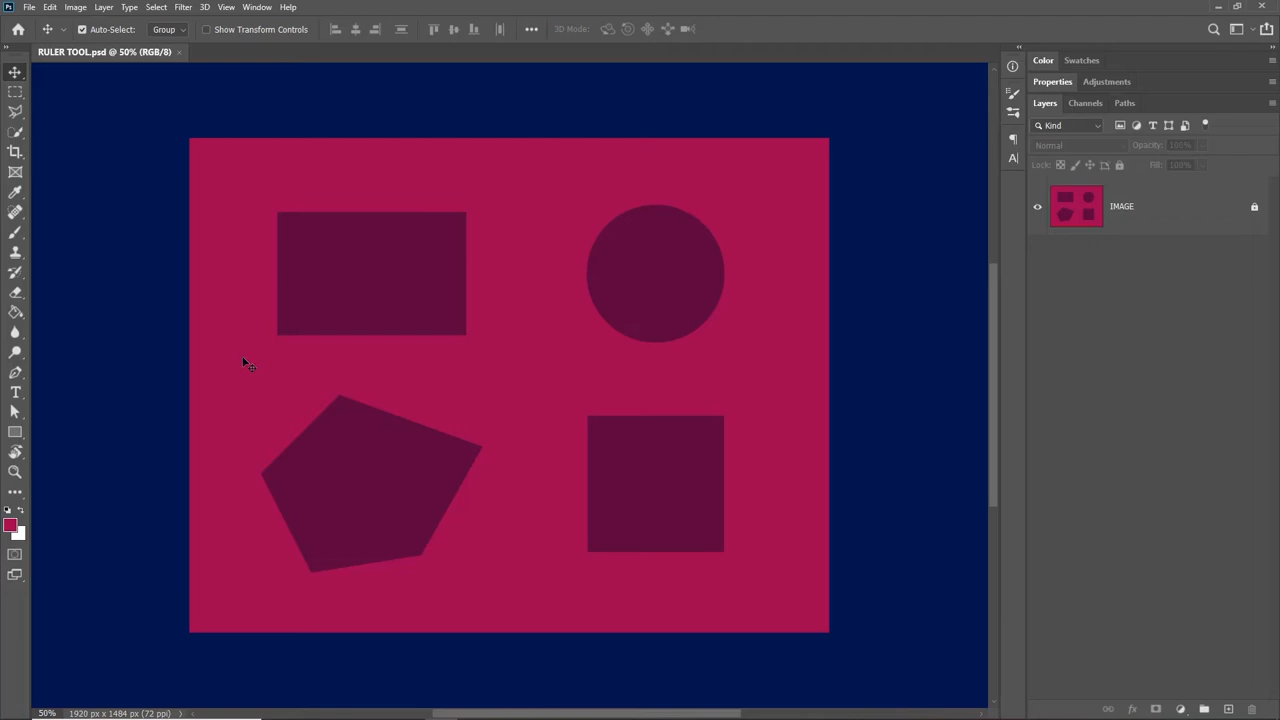 Ps File Edit Image Layer Type Select Filter 3D View Window Help
Auto-Select: Group Show Transform Controls 3D Mode:
RULER TOOL.psd @ 50% (RGB/8) ×
Color Swatches
Properties Adjustments
Layers Channels Paths
Kind
Normal Opacity: 100%
Lock: Fill: 100%
IMAGE
50% 1920 px x 1484 px (72 ppi)